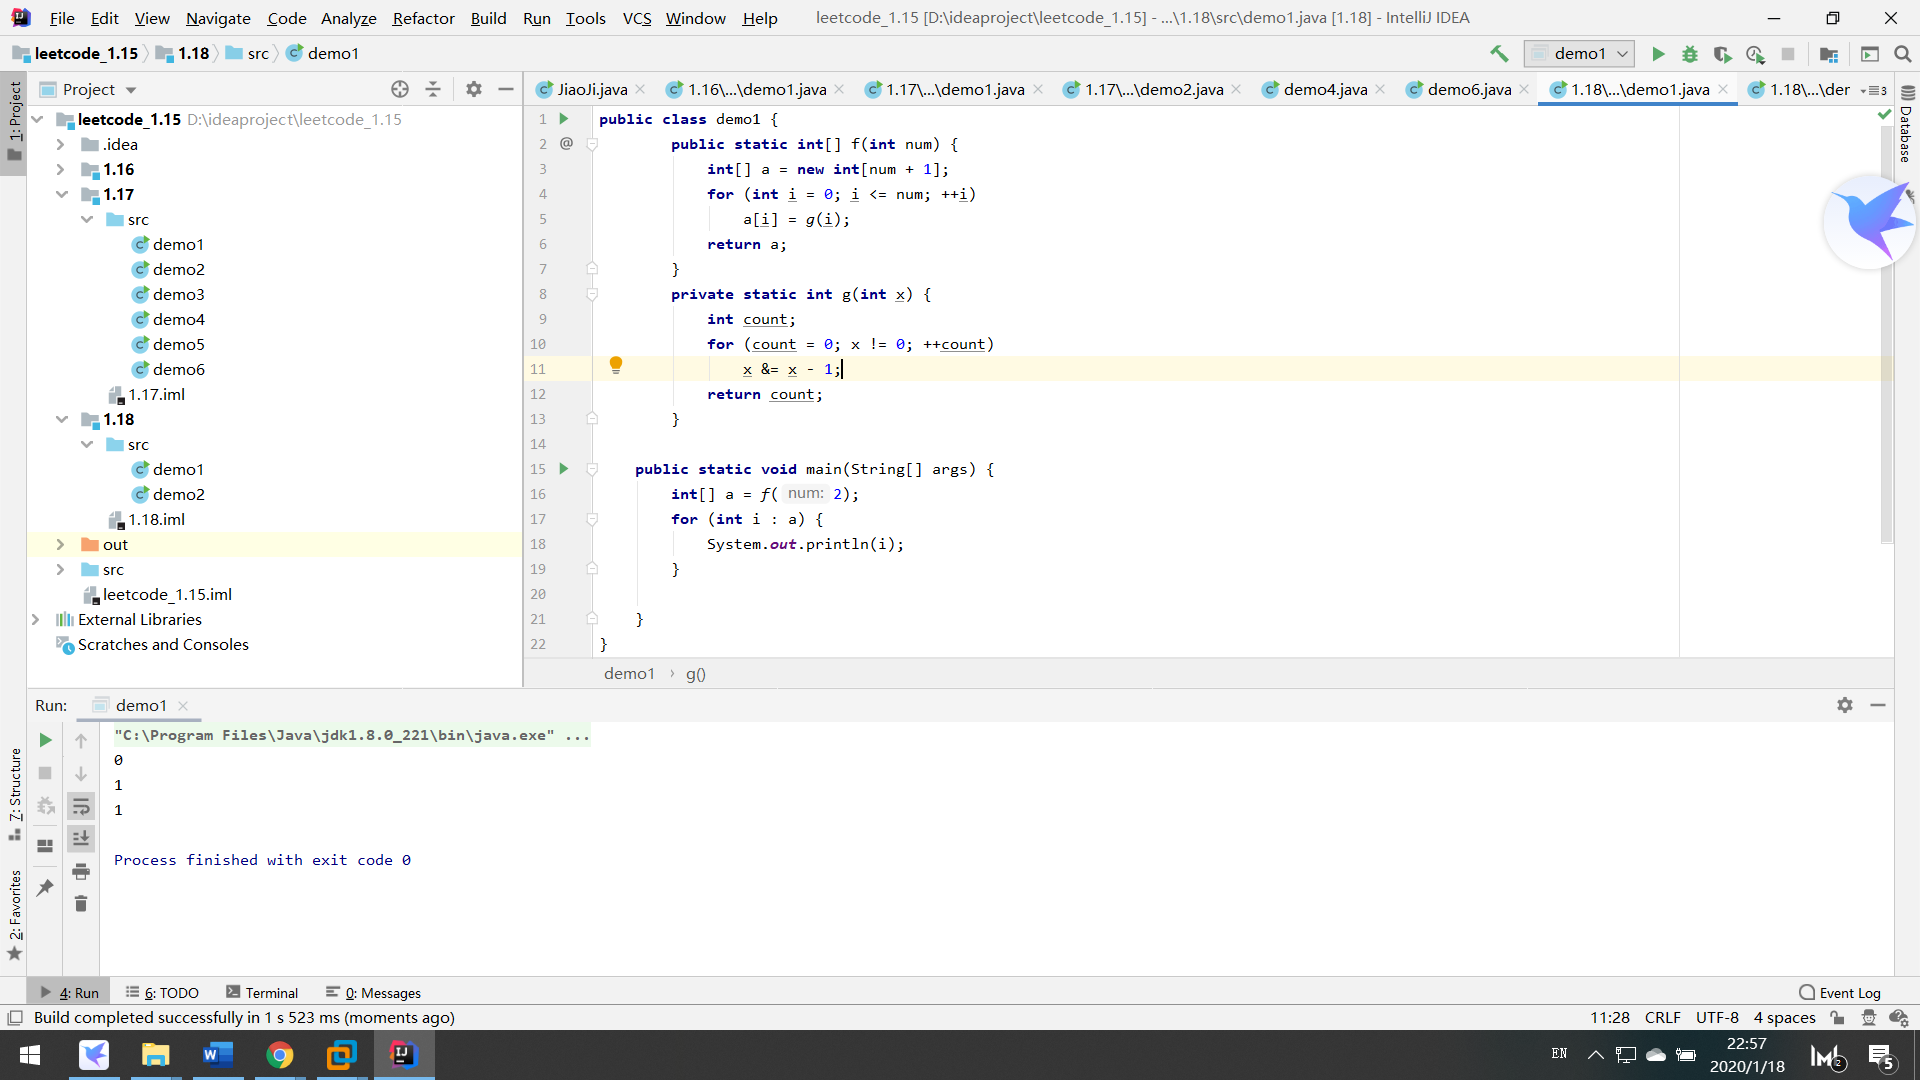 File Edit View Navigate Code Analyze Refactor Build Run Tools VCS Window Help leetcode_1.15 [D:\ideaproject\leetcode_1.15] - ...\1.18\src\demo1.java [1.18] - IntelliJ IDEA
leetcode_1.15 1.18 src demo1 demo1
Project
JiaoJi.java 1.16\...\demo1.java 1.17\...\demo1.java 1.17\...\demo2.java demo4.java demo6.java 1.18\...\demo1.java 1.18\...\der 3
1: Project
7: Structure
2: Favorites
Database
leetcode_1.15 D:\ideaproject\leetcode_1.15
.idea
1.16
1.17
src
demo1
demo2
demo3
demo4
demo5
demo6
1.17.iml
1.18
src
demo1
demo2
1.18.iml
out
src
leetcode_1.15.iml
External Libraries
Scratches and Consoles
1 public class demo1 {
2 @ public static int[] f(int num) {
3 int[] a = new int[num + 1];
4 for (int i = 0; i <= num; ++i)
5 a[i] = g(i);
6 return a;
7 }
8 private static int g(int x) {
9 int count;
10 for (count = 0; x != 0; ++count)
11 x &= x - 1;
12 return count;
13 }
14
15 public static void main(String[] args) {
16 int[] a = f( num: 2);
17 for (int i : a) {
18 System.out.println(i);
19 }
20
21 }
22 }
demo1 › g()
Run: demo1
"C:\Program Files\Java\jdk1.8.0_221\bin\java.exe" ...
0
1
1
Process finished with exit code 0
4: Run 6: TODO Terminal 0: Messages Event Log
Build completed successfully in 1 s 523 ms (moments ago) 11:28 CRLF UTF-8 4 spaces
EN 22:57
2020/1/18
2
5